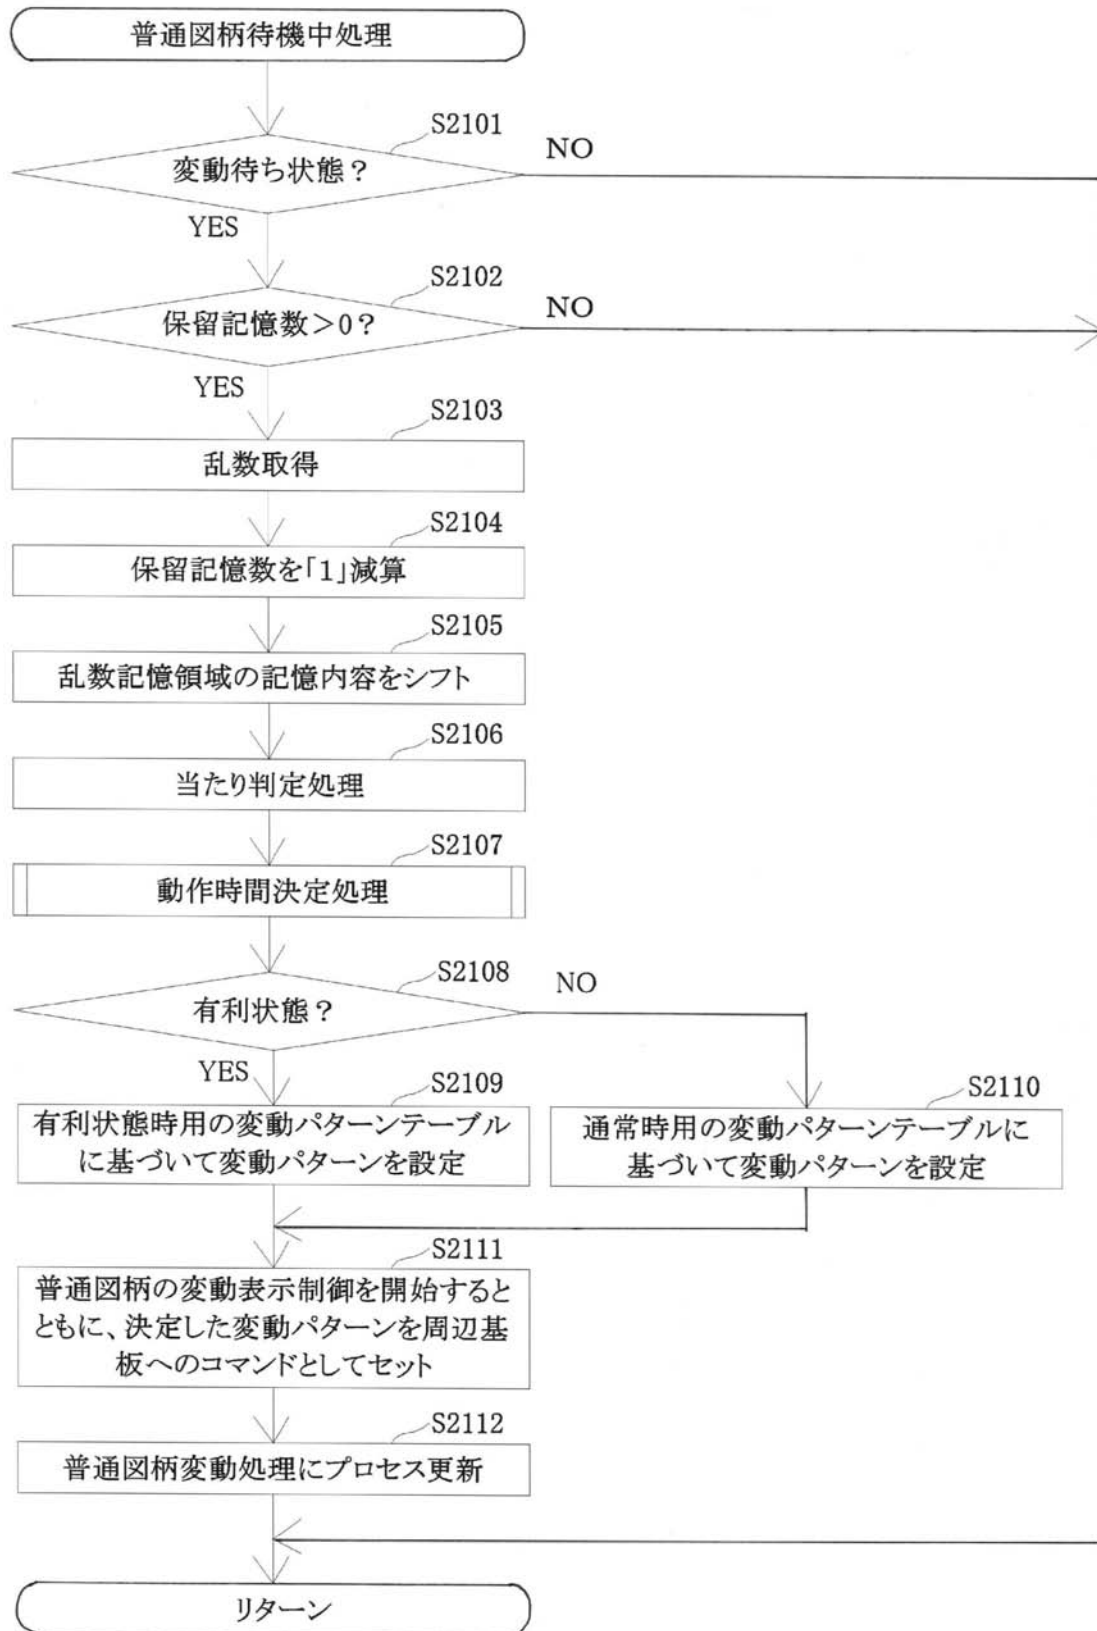 普通図柄待機中処理
S2101
変動待ち状態？
NO
YES
S2102
保留記憶数＞0？
NO
YES
S2103
乱数取得
S2104
保留記憶数を「1」減算
S2105
乱数記憶領域の記憶内容をシフト
S2106
当たり判定処理
S2107
動作時間決定処理
S2108
有利状態？
NO
YES
S2109
有利状態時用の変動パターンテーブル
に基づいて変動パターンを設定
S2110
通常時用の変動パターンテーブルに
基づいて変動パターンを設定
S2111
普通図柄の変動表示制御を開始すると
ともに、決定した変動パターンを周辺基
板へのコマンドとしてセット
S2112
普通図柄変動処理にプロセス更新
リターン